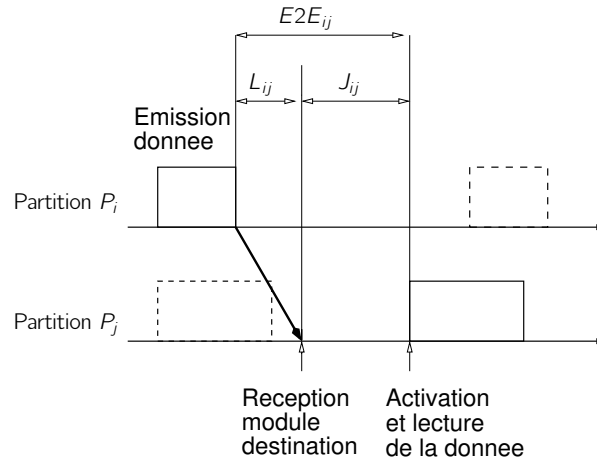 E2E_ij
L_ij J_ij
Emission
donnee
Partition P_i
Partition P_j
Reception
module
destination
Activation
et lecture
de la donnee